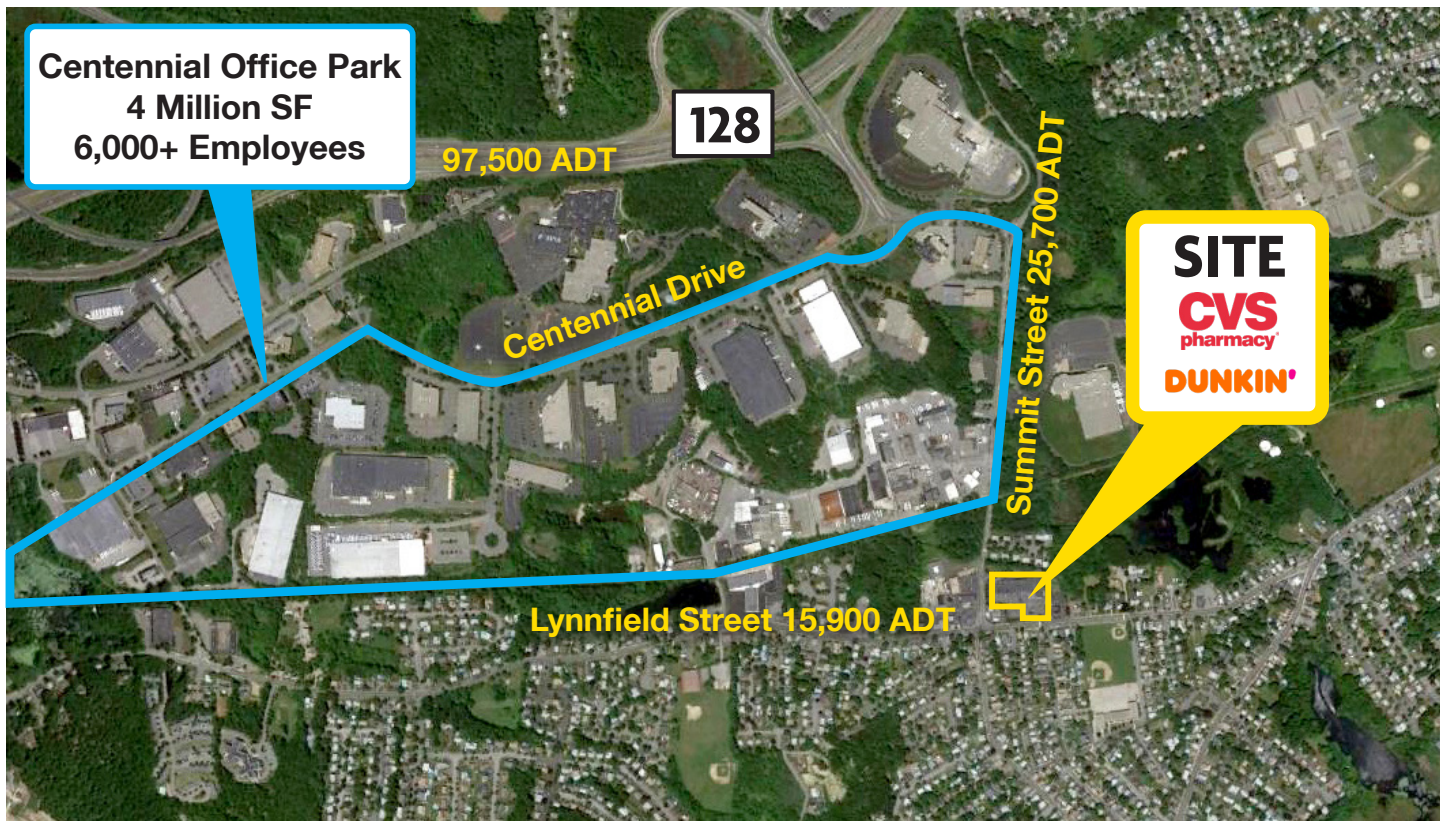 Centennial Office Park
4 Million SF
6,000+ Employees
128
97,500 ADT
Centennial Drive
Summit Street 25,700 ADT
SITE
CVS
pharmacy
DUNKIN'
Lynnfield Street 15,900 ADT